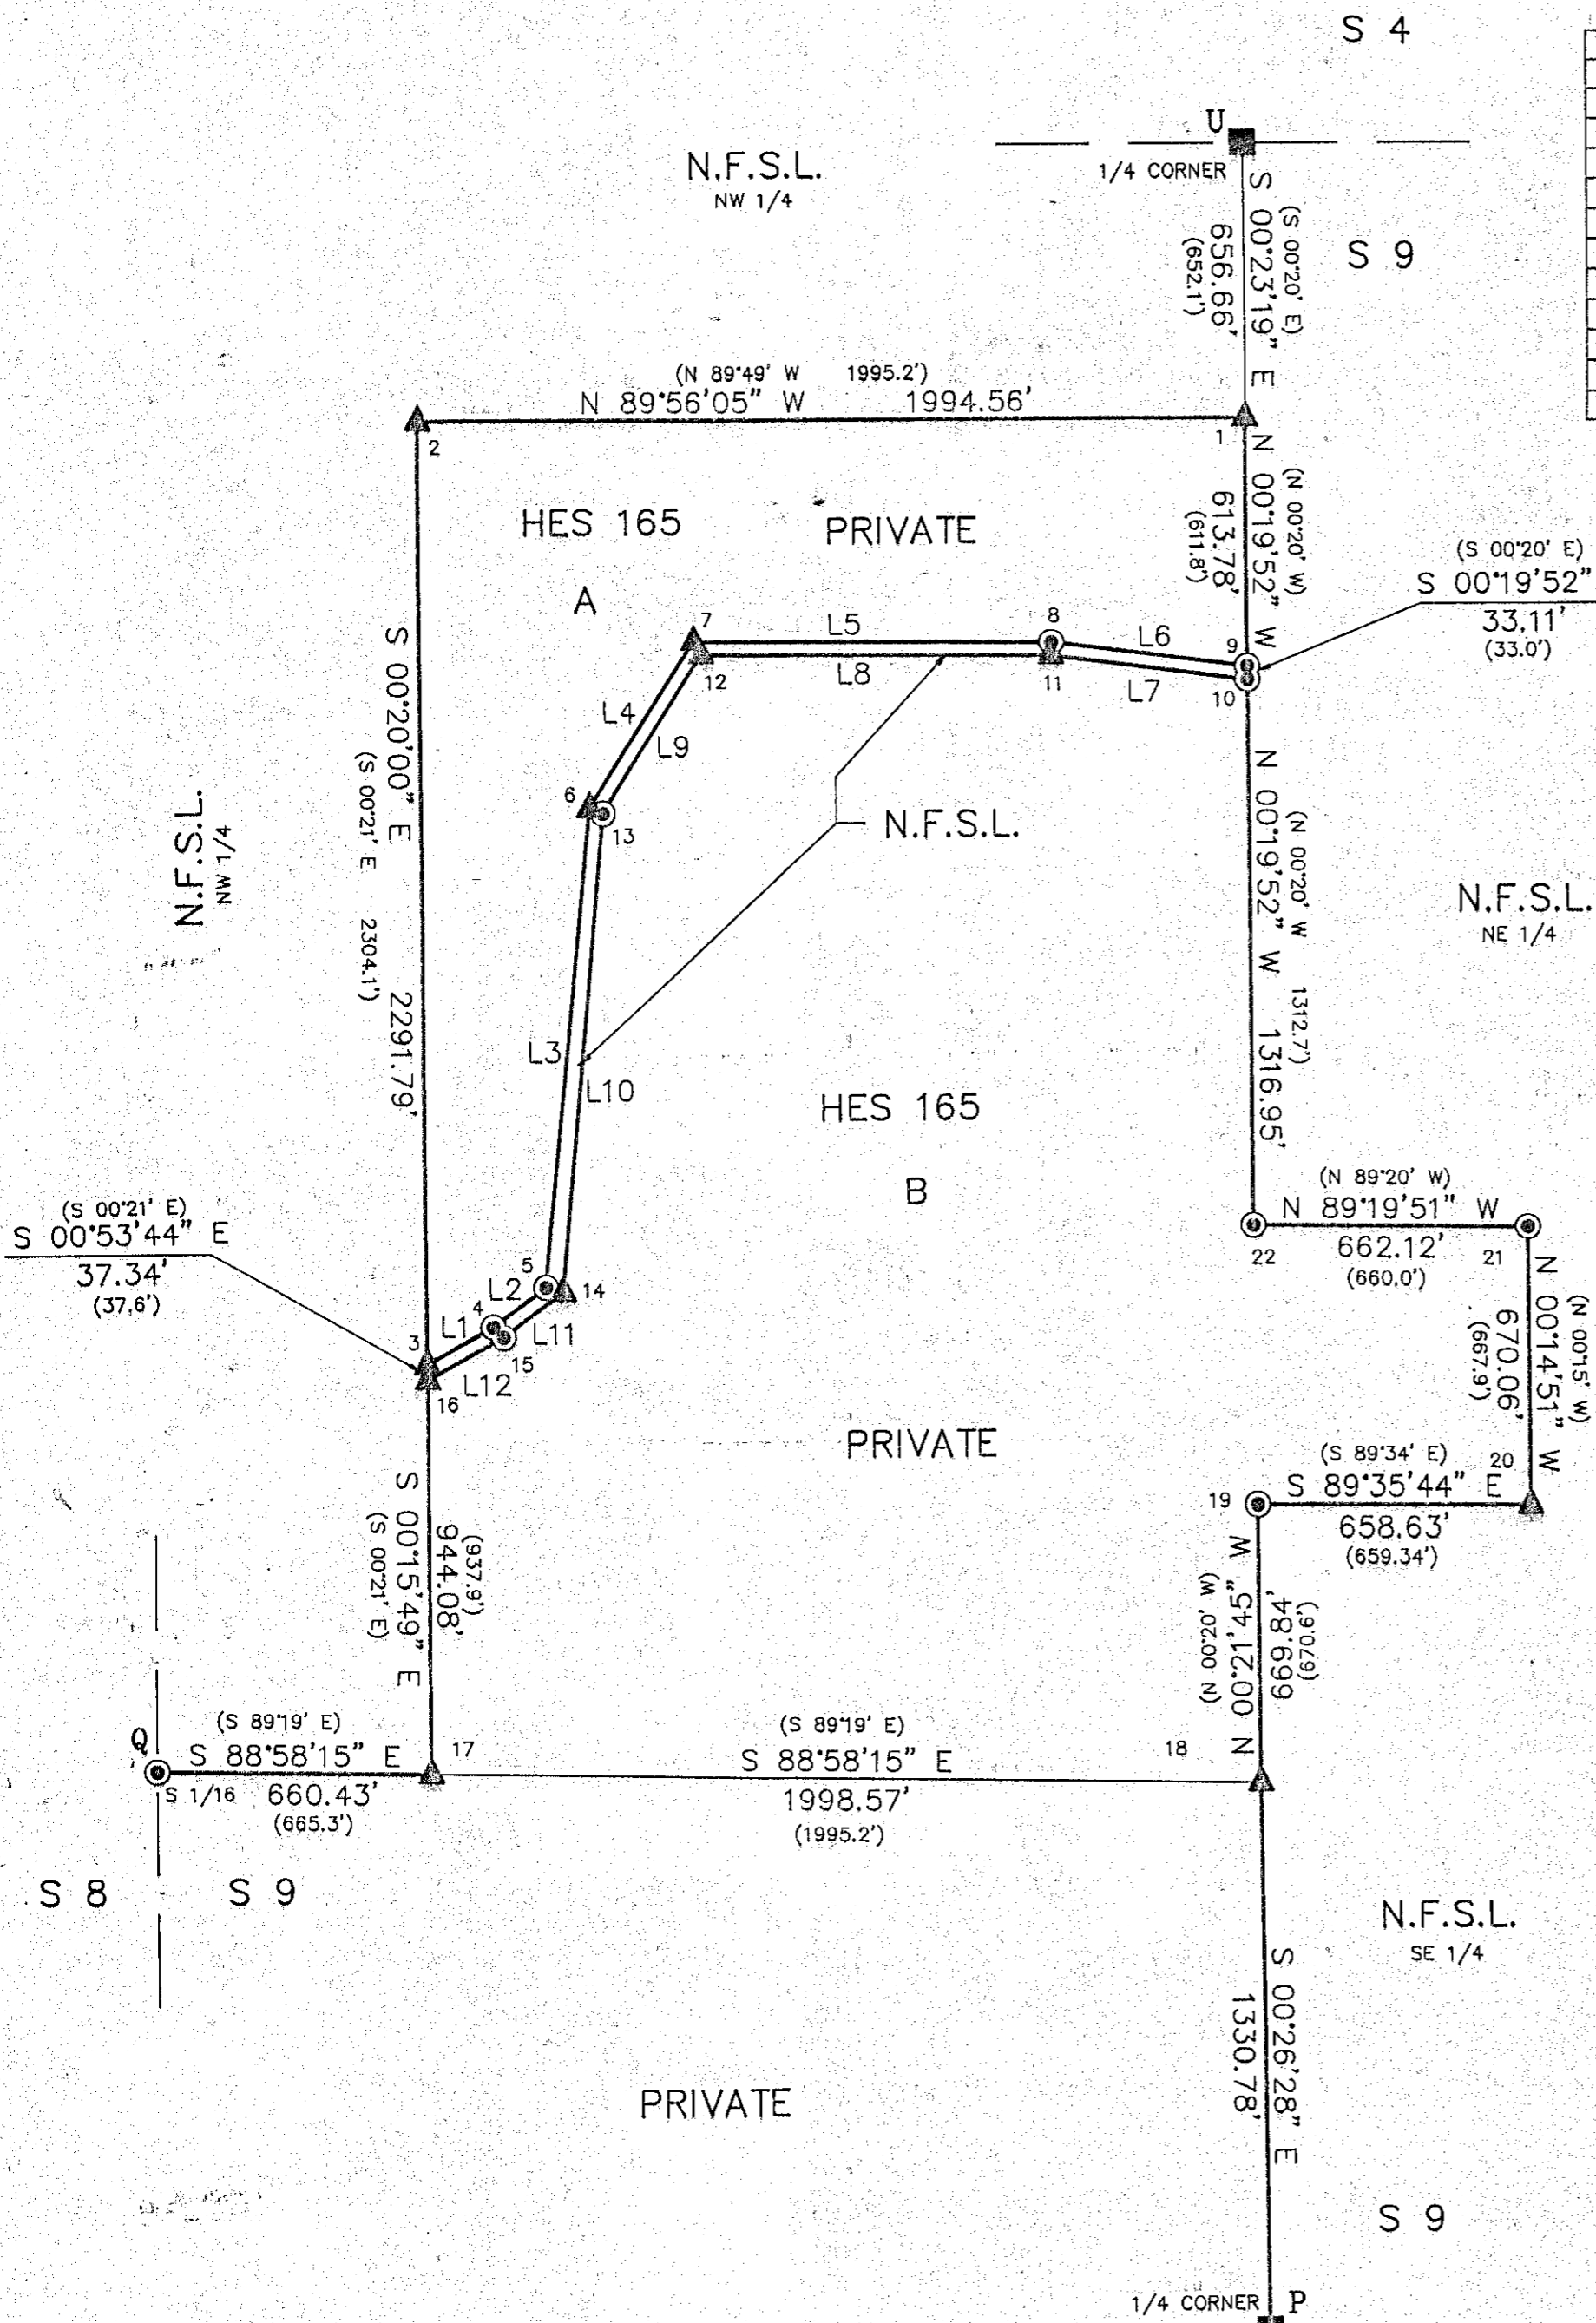 S 4
U
N.F.S.L.
NW 1/4
1/4 CORNER
(S 00°20' E)
S 00°23'19" E
656.66'
(652.1')
S 9
(N 89°49' W 1995.2')
N 89°56'05" W 1994.56'
2
1
HES 165
PRIVATE
A
(N 00°20' W)
N 00°19'52" W
613.78'
(611.8')
(S 00°20' E)
S 00°19'52"
33.11'
(33.0')
7
L5
8
L6
9
12
L8
11
L7
10
L4
L9
6
13
N.F.S.L.
S 00°20'00" E 2291.79'
(S 00°21' E 2304.1')
N.F.S.L.
NW 1/4
(N 00°20' W 1312.7')
N 00°19'52" W 1316.95'
N.F.S.L.
NE 1/4
L3
L10
HES 165
B
(S 00°21' E)
S 00°53'44" E
37.34'
(37.6')
(N 89°20' W)
N 89°19'51" W
22
662.12'
21
(660.0')
5
L2
14
4
L1
L11
3
15
L12
16
(N 00°15' W)
N 00°14'51" W
670.06'
(667.9')
PRIVATE
(S 89°34' E)
20
19
S 89°35'44" E
658.63'
(659.34')
(937.9')
944.08'
S 00°15'49" E
(S 00°21' E)
(N 00°20' W)
N 00°21'45" W
669.84'
(670.6')
(S 89°19' E)
Q
S 88°58'15" E
17
S 1/16
660.43'
(665.3')
(S 89°19' E)
S 88°58'15" E
18
1998.57'
(1995.2')
S 8
S 9
N.F.S.L.
SE 1/4
S 00°26'28" E
1330.78'
PRIVATE
S 9
1/4 CORNER
P